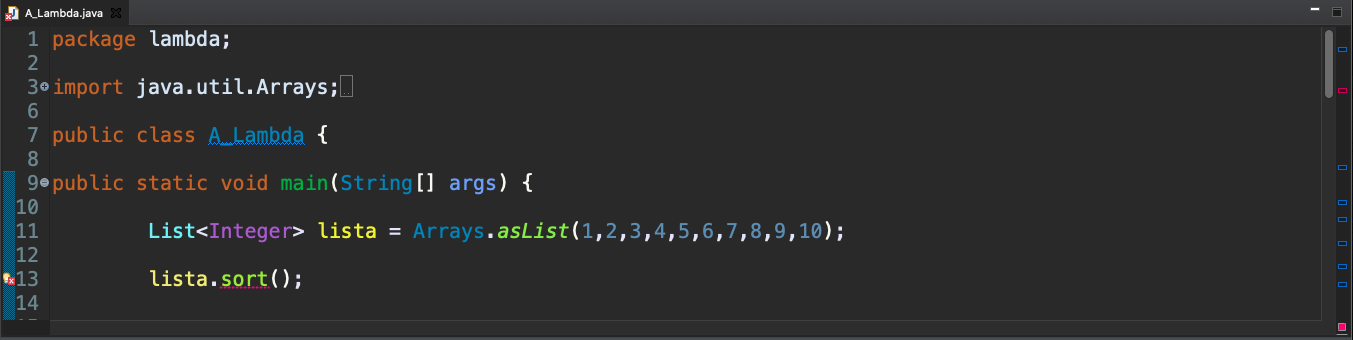 A_Lambda.java
1 package lambda;
2
3 import java.util.Arrays;
6
7 public class A_Lambda {
8
9 public static void main(String[] args) {
10
11 List<Integer> lista = Arrays.asList(1,2,3,4,5,6,7,8,9,10);
12
13 lista.sort();
14